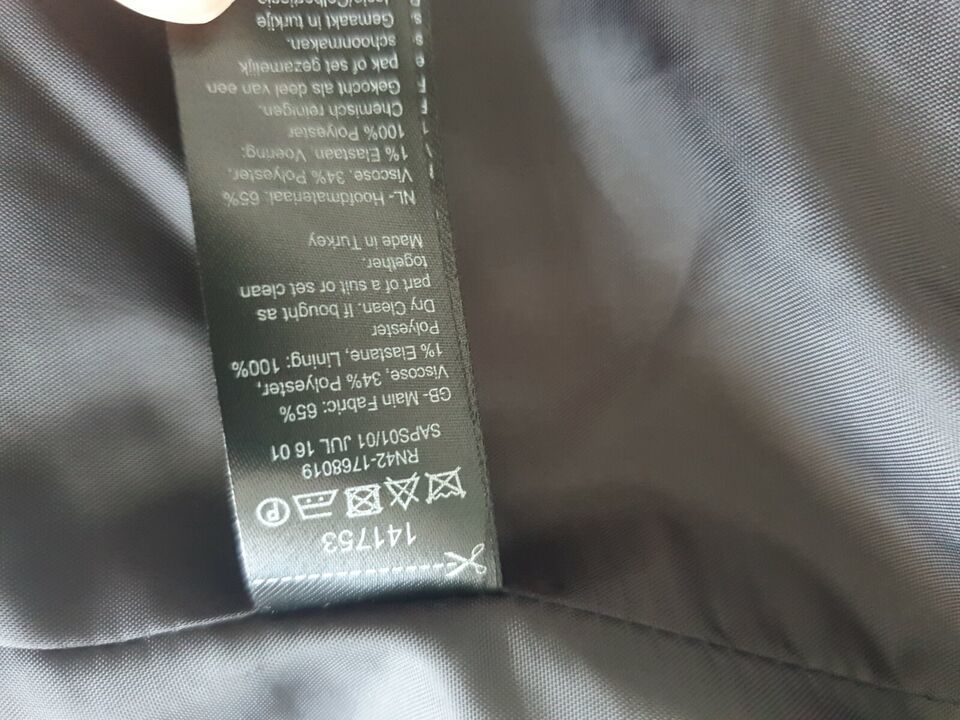 141753
RN42-1768019
SAPS01/01 JUL 16 01
GB- Main Fabric: 65%
Viscose, 34% Polyester,
1% Elastane, Lining: 100%
Polyester
Dry Clean. If bought as
part of a suit or set clean
together.
Made in Turkey
NL- Hoofdmateriaal. 65%
Viscose. 34% Polyester.
1% Elastaan, Voering:
100% Polyester
Chemisch reinigen.
Gekocht als deel van een
pak of set gezamelijk
schoonmaken.
Gemaakt in turkije